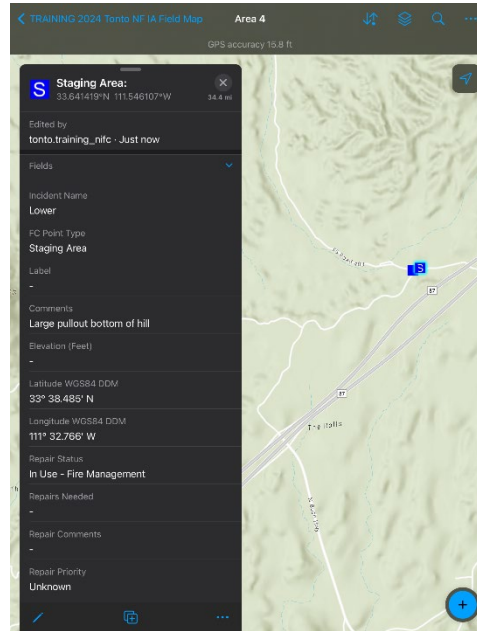 TRAINING 2024 Tonto NF IA Field Map
Area 4
GPS accuracy 15.8 ft
S
Staging Area:
33.641419°N 111.546107°W
34.4 mi
Edited by
tonto.training_nifc · Just now
Fields
Incident Name
Lower
FC Point Type
Staging Area
Label
-
Comments
Large pullout bottom of hill
Elevation (Feet)
-
Latitude WGS84 DDM
33° 38.485' N
Longitude WGS84 DDM
111° 32.766' W
Repair Status
In Use - Fire Management
Repairs Needed
-
Repair Comments
-
Repair Priority
Unknown
S
87
87
+